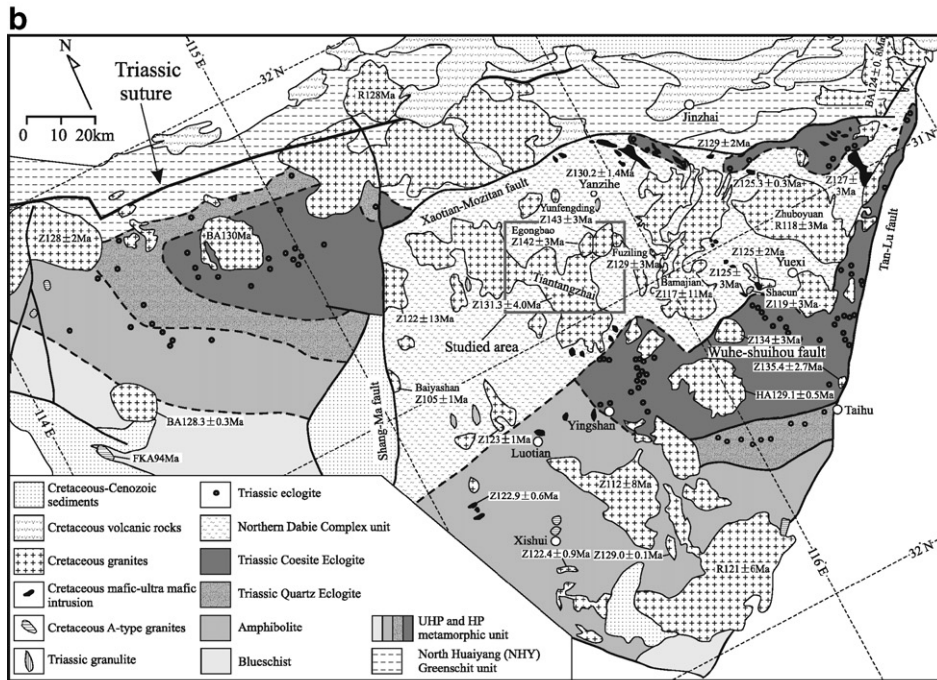 b
N
115 E
32 N
Triassic
suture
0 10 20km
R128Ma
BA124±0.8Ma
Jinzhai
31 N
Z129±2Ma
Z130.2±1.4Ma
Yanzihe
Z125.3±0.3Ma
Z127±
3Ma
Xaotian-Mozitan fault
Yunfengding
Z143±3Ma
Egongbao
Z142±3Ma
Zhuboyuan
R118±3Ma
Tan-Lu fault
Z128±2Ma
BA130Ma
Fuziling
Z129±3Ma
Z125±2Ma
Yuexi
Z125±
3Ma
Tiantangzhai
Bamajian
Z117±11Ma
Shacun
Z119±3Ma
Z131.3±4.0Ma
Z122±13Ma
Studied area
Z134±3Ma
Wuhe-shuihou fault
Z135.4±2.7Ma
Shang-Ma fault
Baiyashan
Z105±1Ma
HA129.1±0.5Ma
Taihu
114 E
BA128.3±0.3Ma
Yingshan
FKA94Ma
Z123±1Ma
Luotian
Z112±8Ma
Z122.9±0.6Ma
Xishui
Z122.4±0.9Ma
Z129.0±0.1Ma
R121±6Ma
116 E
32 N
Cretaceous-Cenozoic
sediments
Cretaceous volcanic rocks
Cretaceous granites
Cretaceous mafic-ultra mafic
intrusion
Cretaceous A-type granites
Triassic granulite
Triassic eclogite
Northern Dabie Complex unit
Triassic Coesite Eclogite
Triassic Quartz Eclogite
Amphibolite
Blueschist
UHP and HP
metamorphic unit
North Huaiyang (NHY)
Greenschit unit